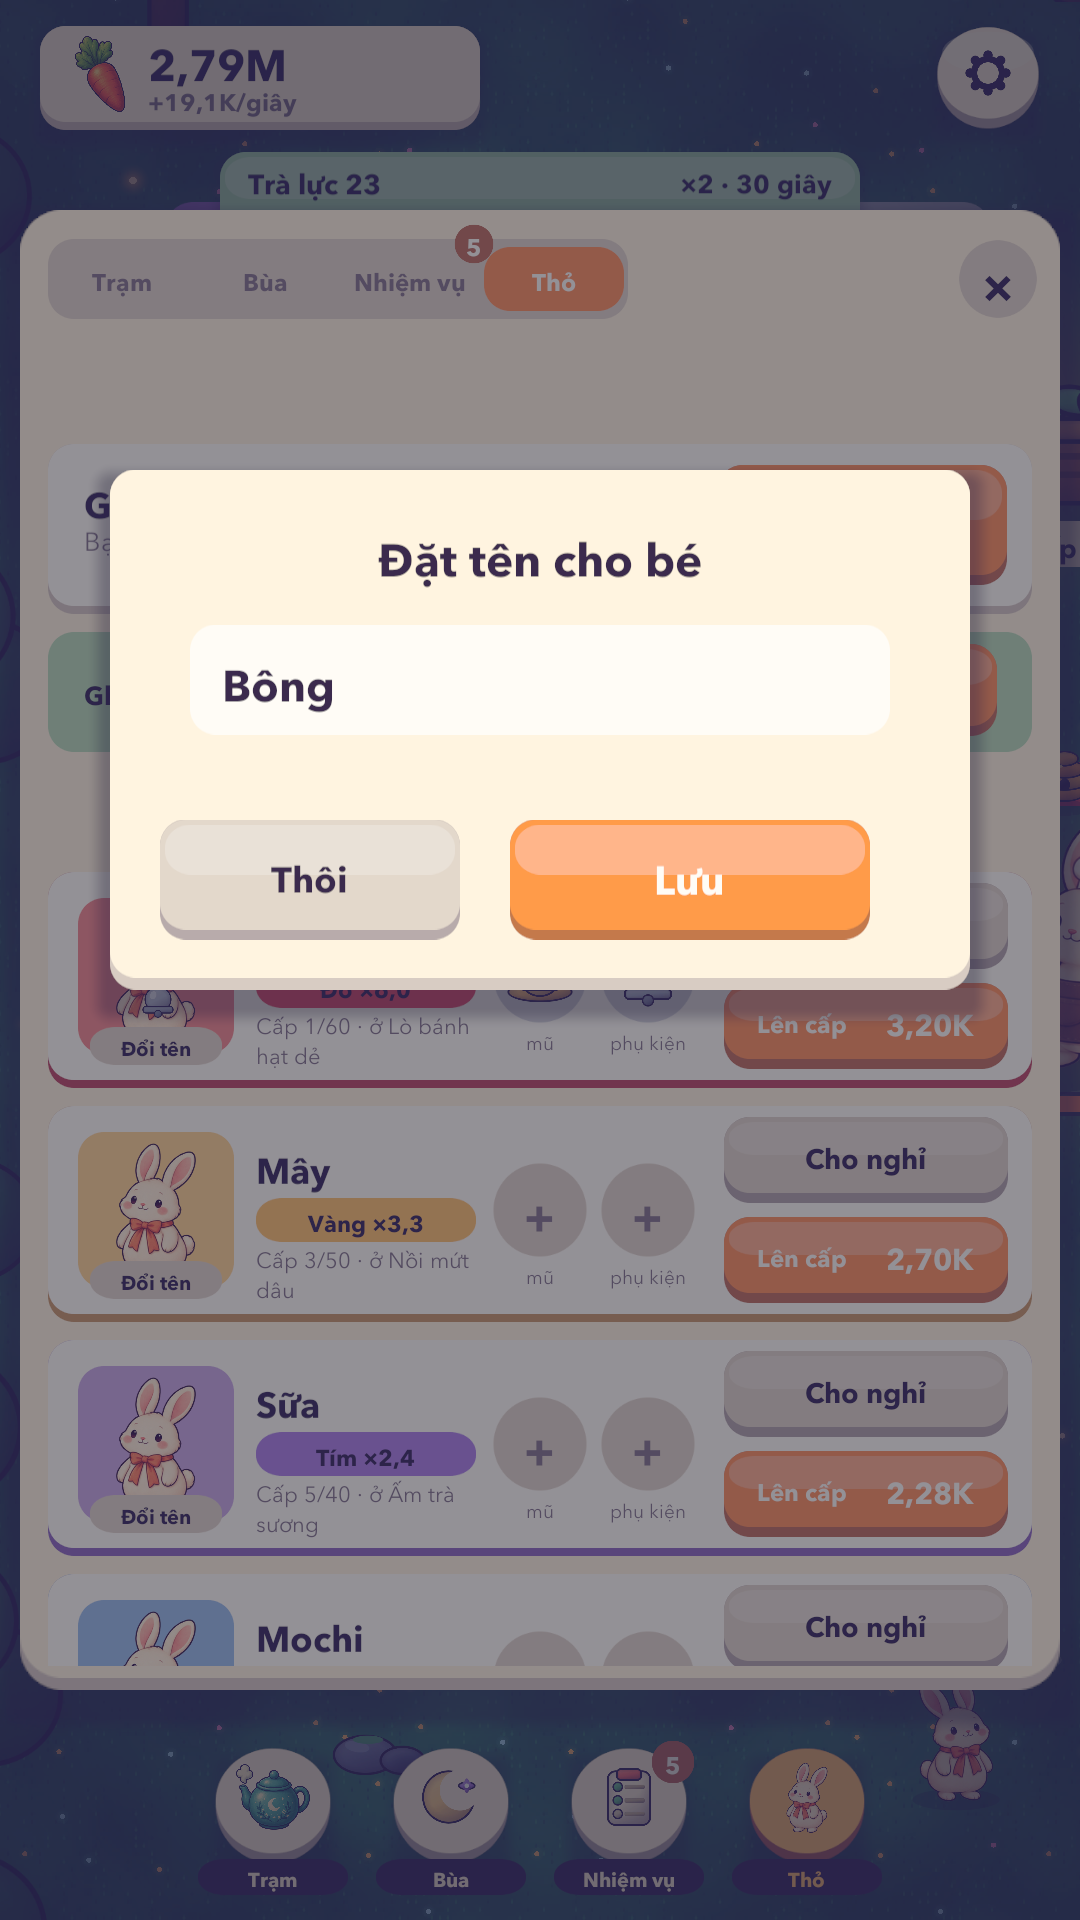 2,79M
+19,1K/giây
Trà lực 23
×2 · 30 giây
Trạm
Bùa
Nhiệm vụ
5
Thỏ
Đặt tên cho bé
Bông
Thôi
Lưu
Cấp 1/60 · ở Lò bánh
hạt dẻ
Đổi tên
mũ
phụ kiện
Lên cấp 3,20K
Mây
Vàng ×3,3
Cấp 3/50 · ở Nồi mứt
dâu
Đổi tên
+
+
mũ
phụ kiện
Cho nghỉ
Lên cấp 2,70K
Sữa
Tím ×2,4
Cấp 5/40 · ở Ấm trà
sương
Đổi tên
+
+
mũ
phụ kiện
Cho nghỉ
Lên cấp 2,28K
Mochi
Cho nghỉ
5
Trạm
Bùa
Nhiệm vụ
Thỏ